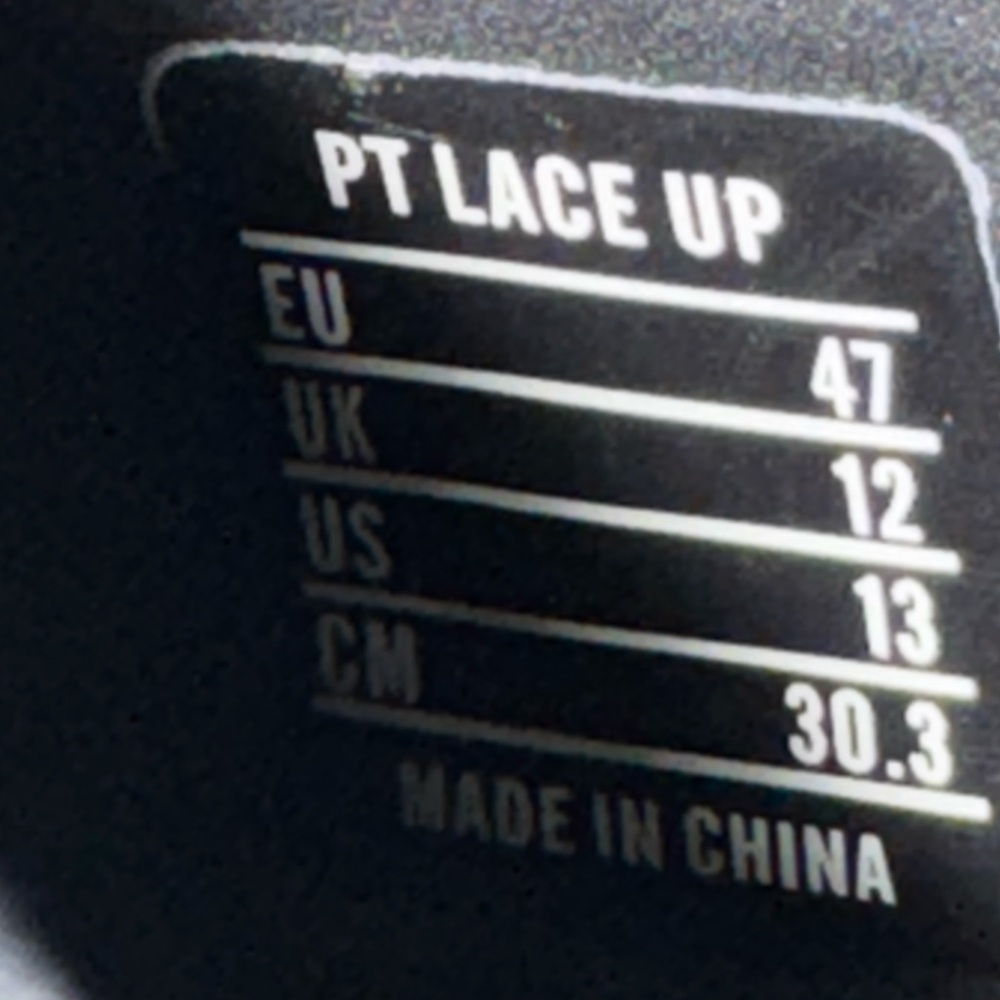 PT LACE UP
EU 47
UK 12
US 13
CM 30.3
MADE IN CHINA